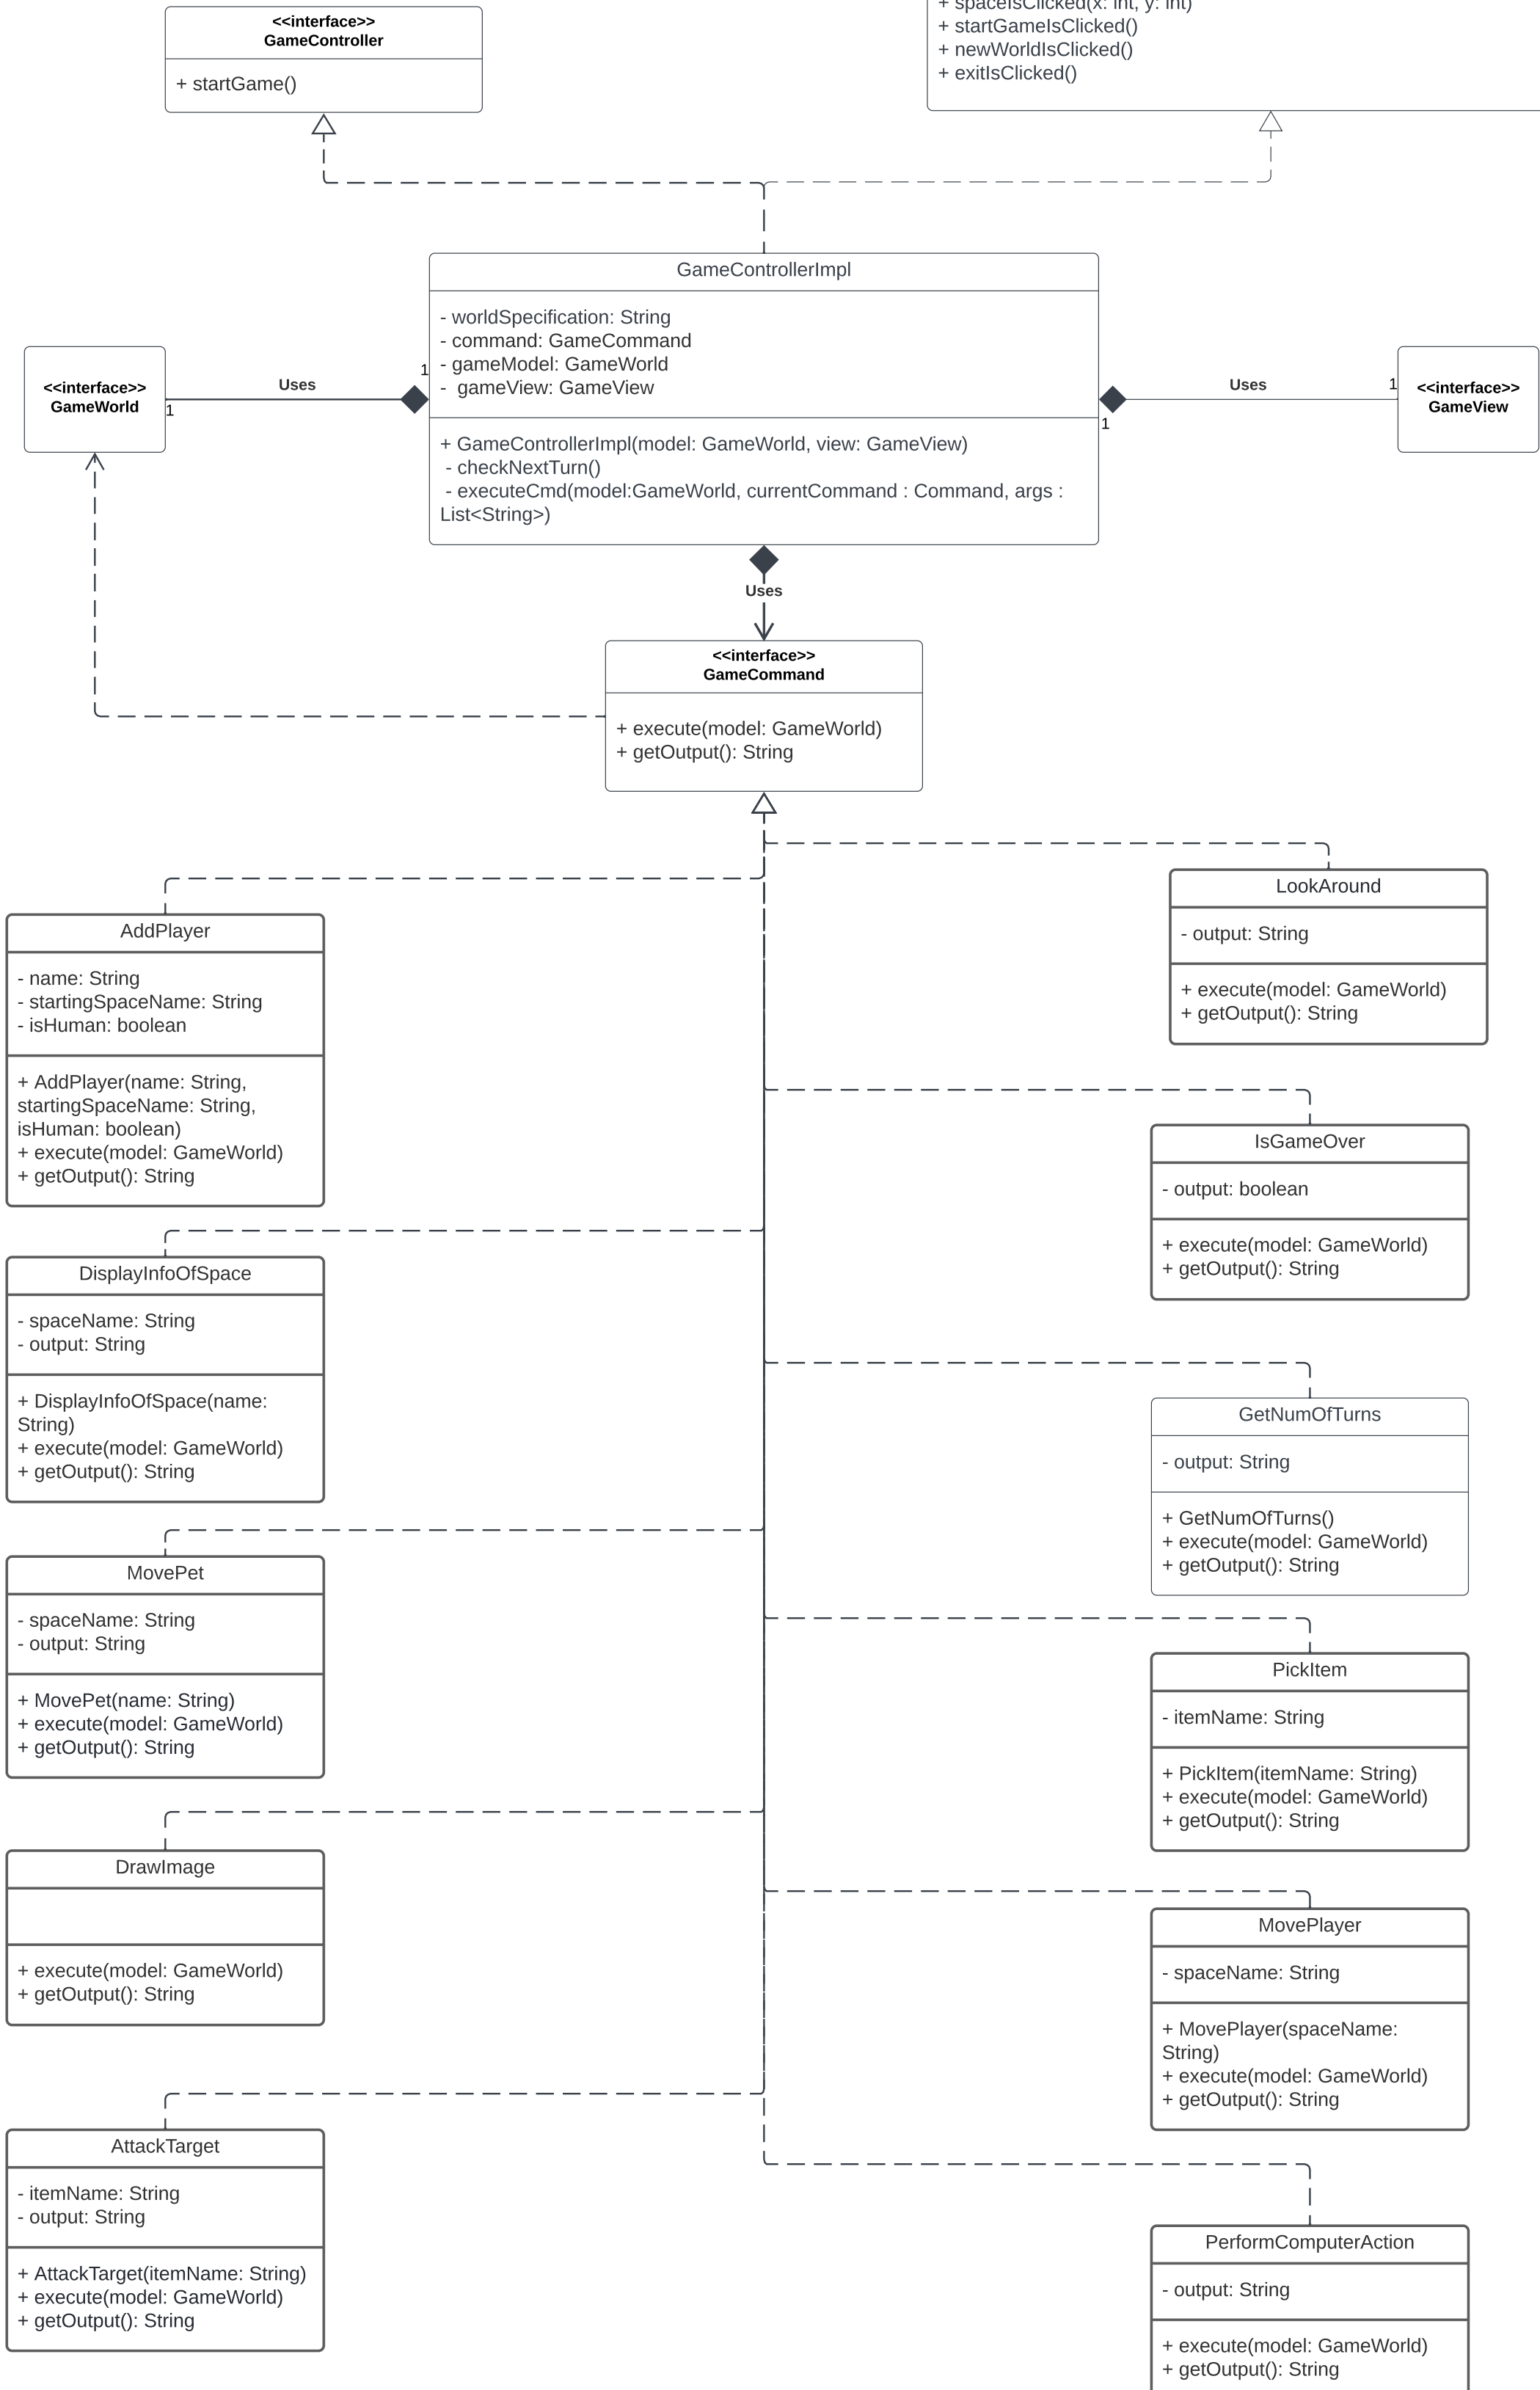 <<interface>>
GameController
+ startGame()
+ spaceIsClicked(x: int, y: int)
+ startGameIsClicked()
+ newWorldIsClicked()
+ exitIsClicked()
GameControllerImpl
- worldSpecification: String
- command: GameCommand
- gameModel: GameWorld
-  gameView: GameView
+ GameControllerImpl(model: GameWorld, view: GameView)
- checkNextTurn()
- executeCmd(model:GameWorld, currentCommand : Command, args :
List<String>)
<<interface>>
GameWorld
1
Uses
1
1
Uses
1
<<interface>>
GameView
Uses
<<interface>>
GameCommand
+ execute(model: GameWorld)
+ getOutput(): String
AddPlayer
- name: String
- startingSpaceName: String
- isHuman: boolean
+ AddPlayer(name: String,
startingSpaceName: String,
isHuman: boolean)
+ execute(model: GameWorld)
+ getOutput(): String
DisplayInfoOfSpace
- spaceName: String
- output: String
+ DisplayInfoOfSpace(name:
String)
+ execute(model: GameWorld)
+ getOutput(): String
MovePet
- spaceName: String
- output: String
+ MovePet(name: String)
+ execute(model: GameWorld)
+ getOutput(): String
DrawImage
+ execute(model: GameWorld)
+ getOutput(): String
AttackTarget
- itemName: String
- output: String
+ AttackTarget(itemName: String)
+ execute(model: GameWorld)
+ getOutput(): String
LookAround
- output: String
+ execute(model: GameWorld)
+ getOutput(): String
IsGameOver
- output: boolean
+ execute(model: GameWorld)
+ getOutput(): String
GetNumOfTurns
- output: String
+ GetNumOfTurns()
+ execute(model: GameWorld)
+ getOutput(): String
PickItem
- itemName: String
+ PickItem(itemName: String)
+ execute(model: GameWorld)
+ getOutput(): String
MovePlayer
- spaceName: String
+ MovePlayer(spaceName:
String)
+ execute(model: GameWorld)
+ getOutput(): String
PerformComputerAction
- output: String
+ execute(model: GameWorld)
+ getOutput(): String